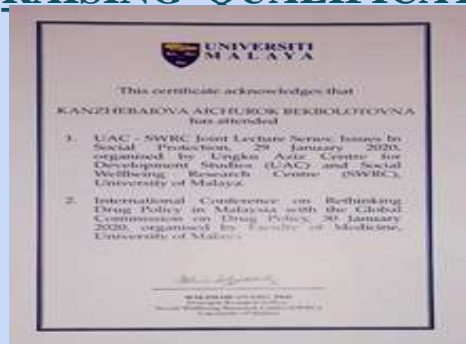 RAISING QUALIFICAT
UNIVERSITI
MALAYA
This certificate acknowledges that
KANZHEBAIOVA AICHUROK BEKBOLOTOVNA
has attended
1. UAC - SWRC Joint Lecture Series: Issues In
Social Protection, 29 January 2020,
organised by Ungku Aziz Centre for
Development Studies (UAC) and Social
Wellbeing Research Centre (SWRC),
University of Malaya.
2. International Conference on Rethinking
Drug Policy in Malaysia with the Global
Commission on Drug Policy, 30 January
2020, organised by Faculty of Medicine,
University of Malaya